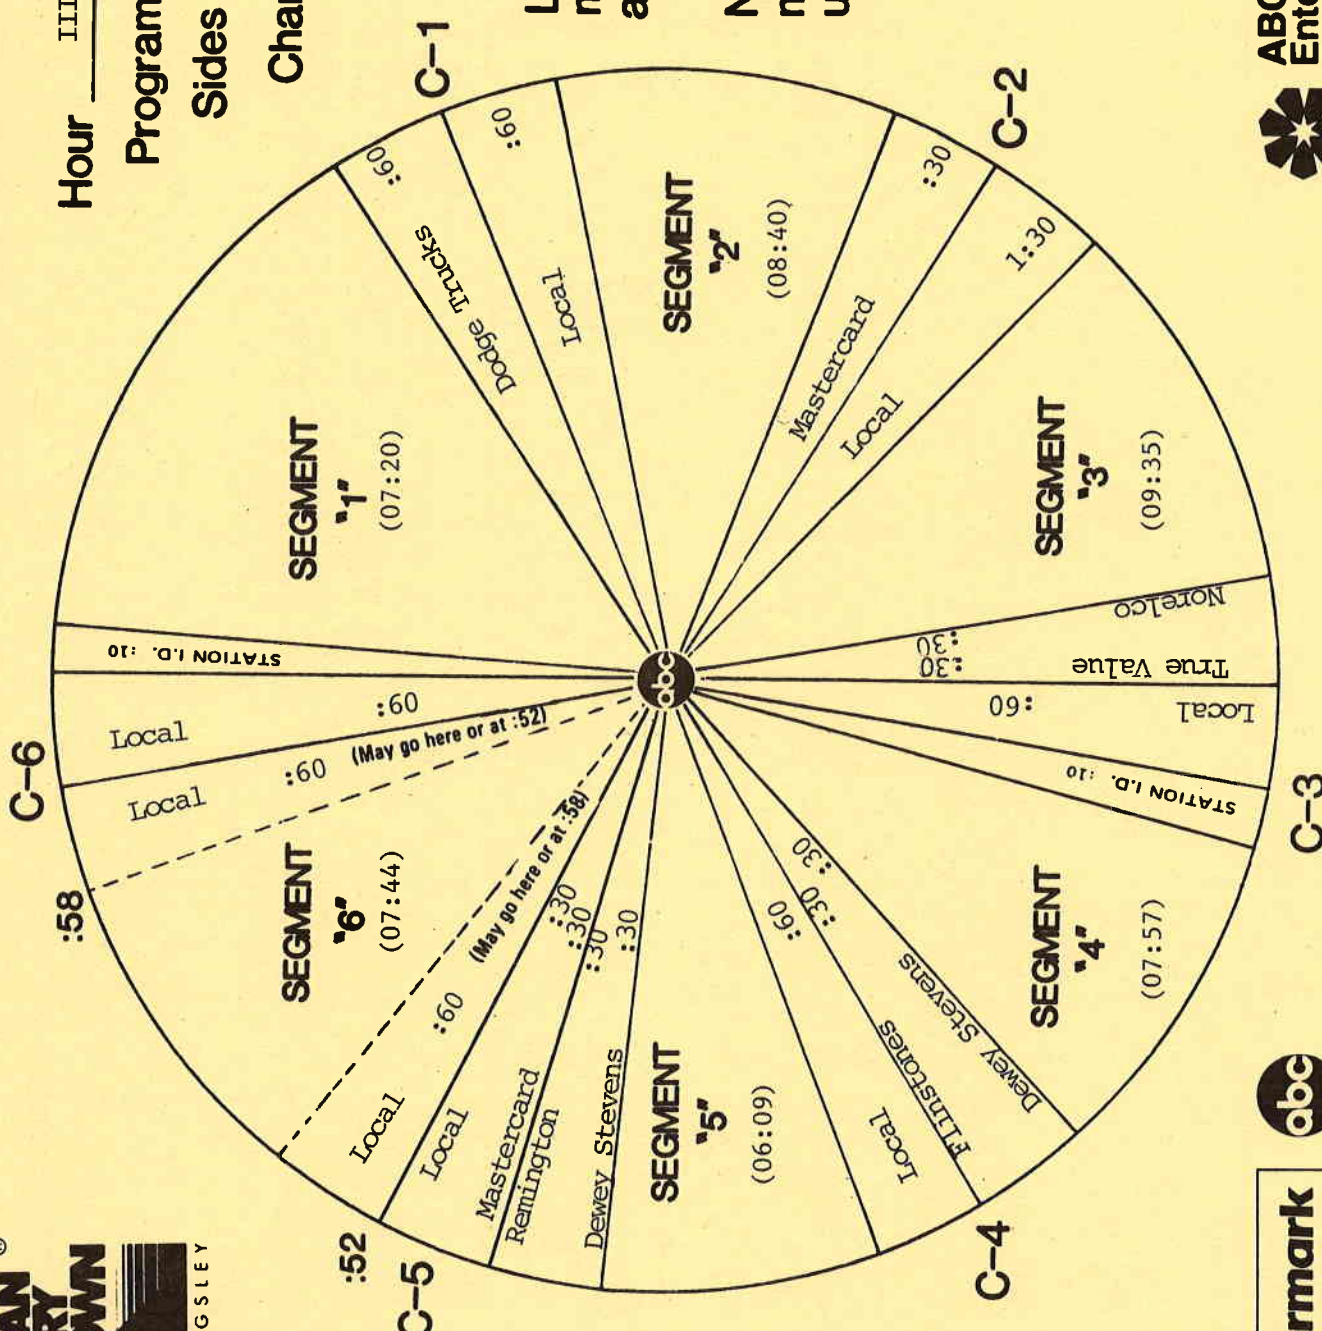 Hour III
Program
Sides
C-1
C-2
C-3
C-4
C-5
C-6
:58
:52
SEGMENT
"1"
(07:20)
Dodge Trucks :60
Local :60
SEGMENT
"2"
(08:40)
Mastercard :30
Local 1:30
SEGMENT
"3"
(09:35)
Norelco :30
True Value :30
Local :60
STATION I.D. :10
SEGMENT
"4"
(07:57)
Dewey Stevens :30
Flinstones :30
Local :60
SEGMENT
"5"
(06:09)
Dewey Stevens :30
Remington :30
Mastercard :30
Local :30
Local :60
(May go here or at :58)
SEGMENT
"6"
(07:44)
Local :60
(May go here or at :52)
Local :60
STATION I.D. :10
abc
abc
ABC